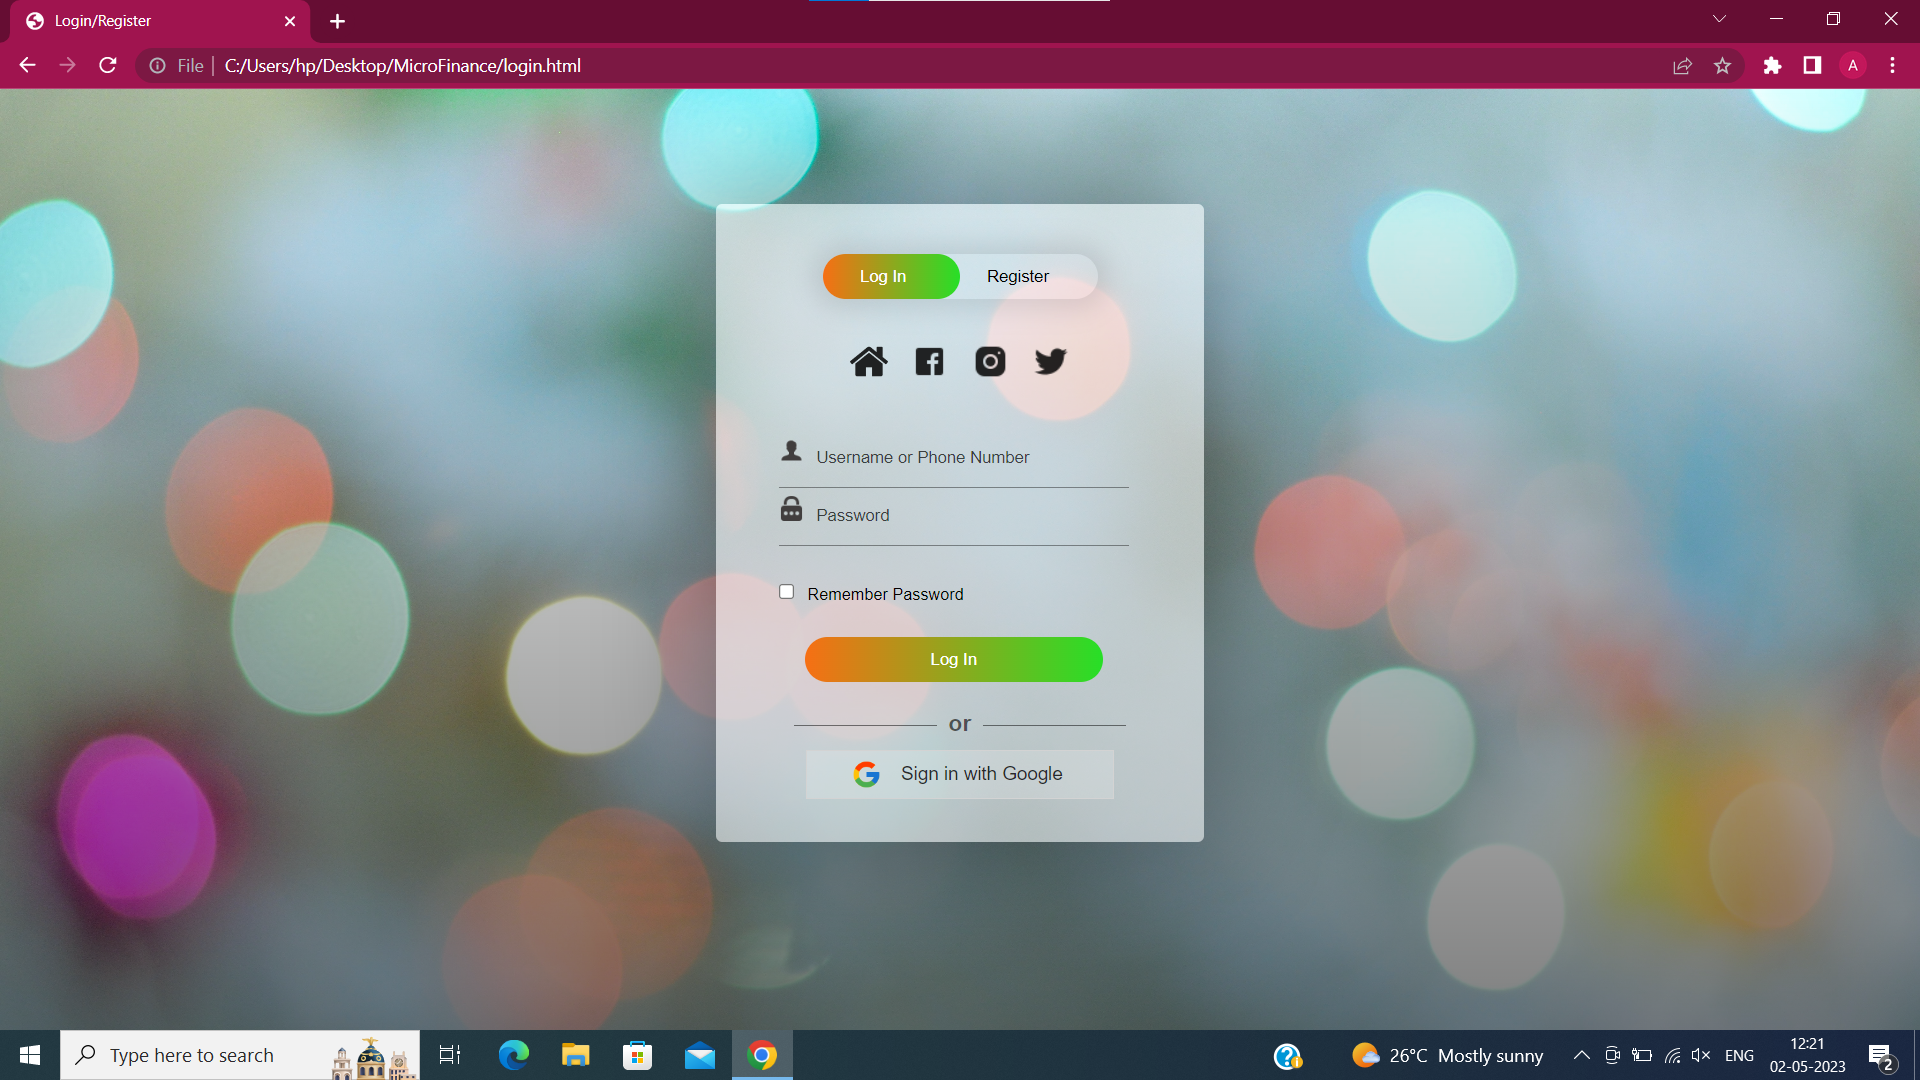 Login/Register
File C:/Users/hp/Desktop/MicroFinance/login.html
A
Log In Register
Username or Phone Number
Password
Remember Password
Log In
or
Sign in with Google
Type here to search
26°C Mostly sunny
ENG
12:21
02-05-2023
2